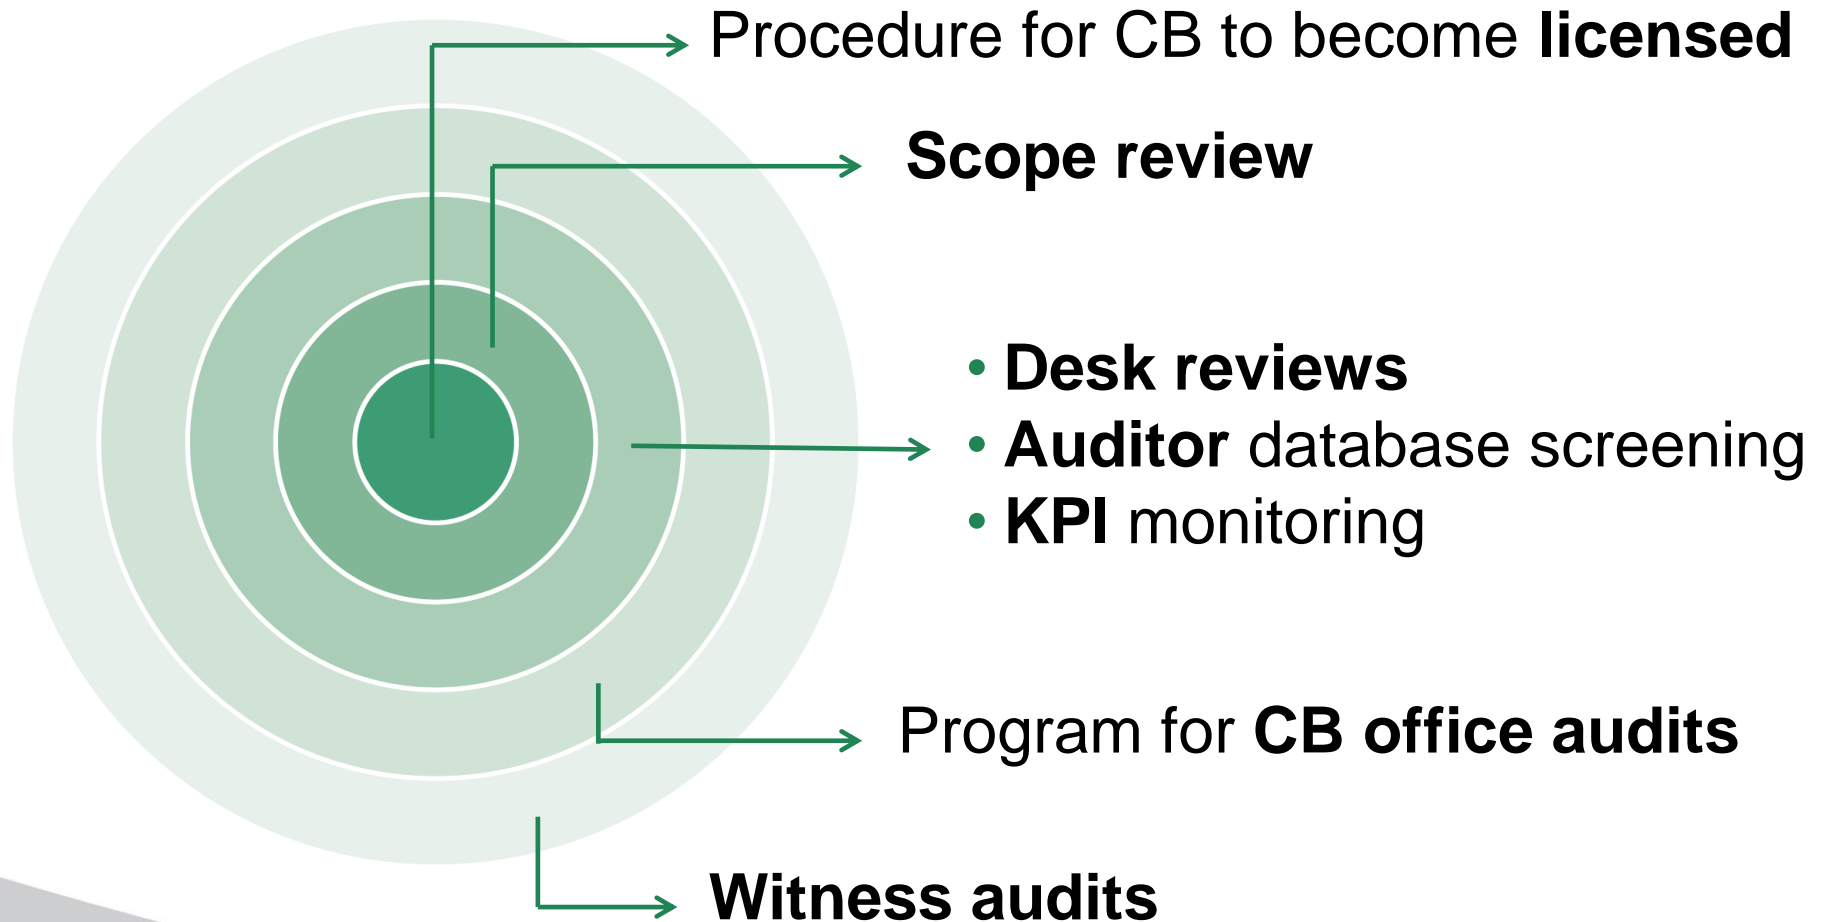 Procedure for CB to become licensed
Scope review
• Desk reviews
• Auditor database screening
• KPI monitoring
Program for CB office audits
Witness audits